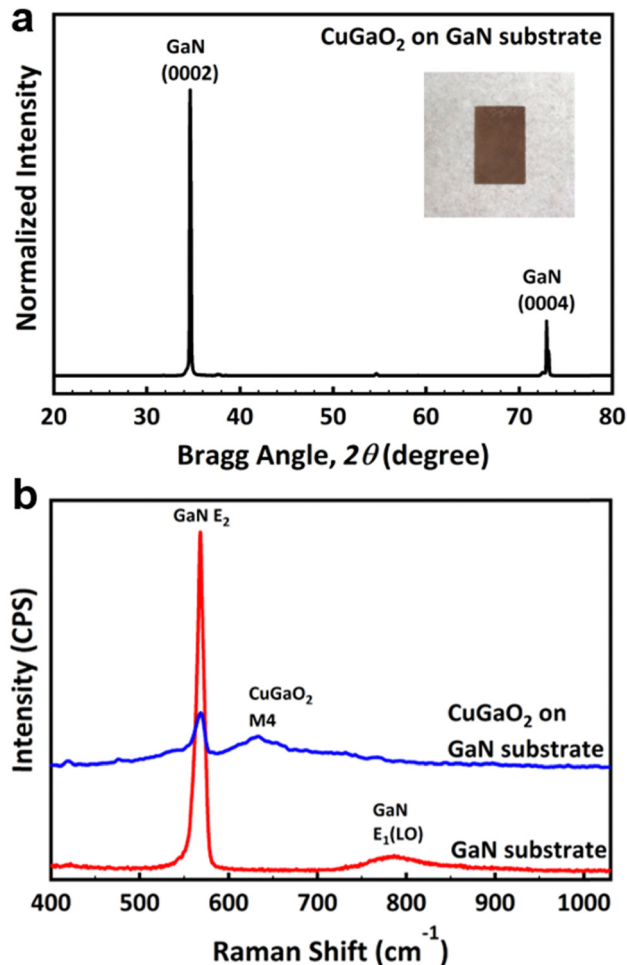 a
CuGaO₂ on GaN substrate
GaN
(0002)
GaN
(0004)
Normalized Intensity
20 30 40 50 60 70 80
Bragg Angle, 2θ (degree)
b
GaN E₂
CuGaO₂
M4
CuGaO₂ on
GaN substrate
GaN
E₁(LO)
GaN substrate
Intensity (CPS)
400 500 600 700 800 900 1000
Raman Shift (cm⁻¹)